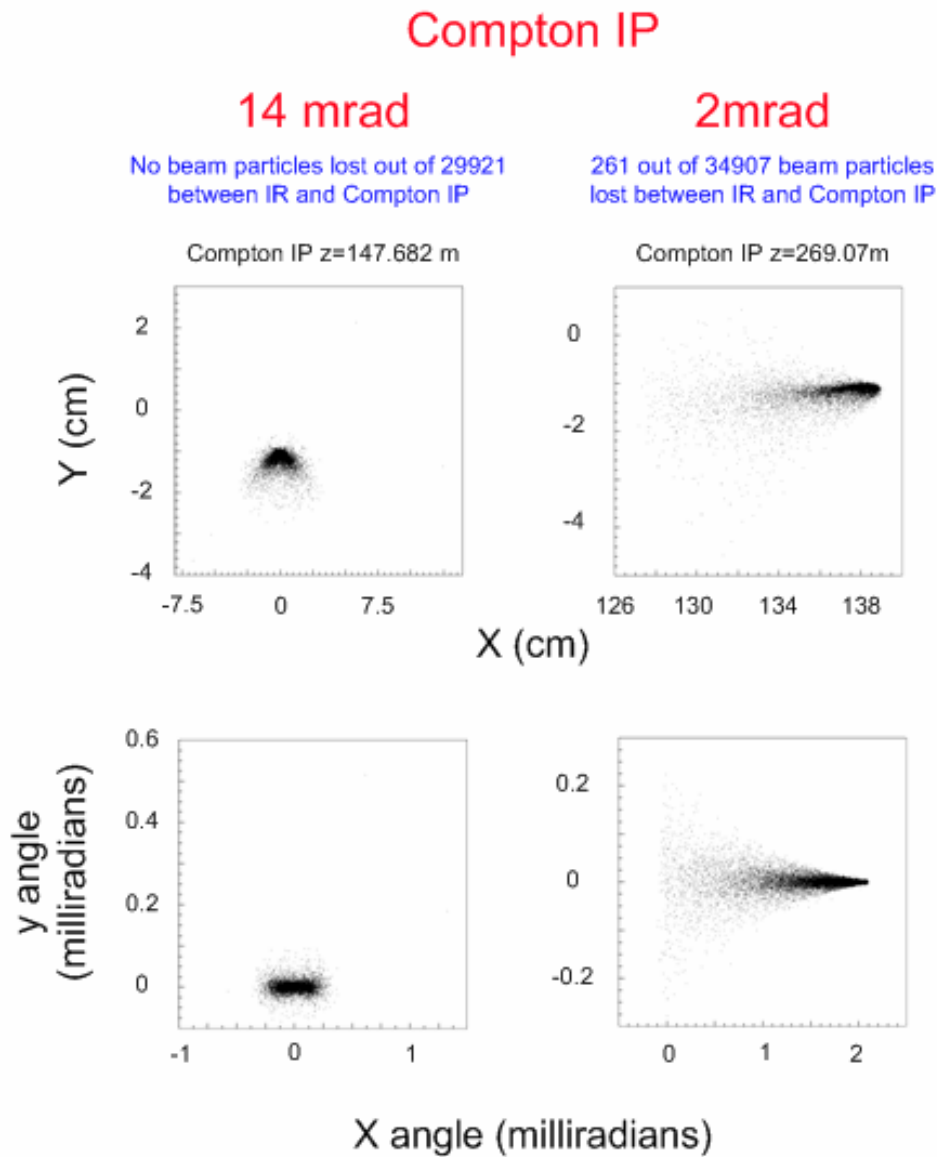 Compton IP
14 mrad
2mrad
No beam particles lost out of 29921
between IR and Compton IP
261 out of 34907 beam particles
lost between IR and Compton IP
Compton IP z=147.682 m
Compton IP z=269.07m
Y (cm)
2
0
-2
-4
-7.5 0 7.5
0
-2
-4
126 130 134 138
X (cm)
y angle
(milliradians)
0.6
0.4
0.2
0
-1 0 1
0.2
0
-0.2
0 1 2
X angle (milliradians)